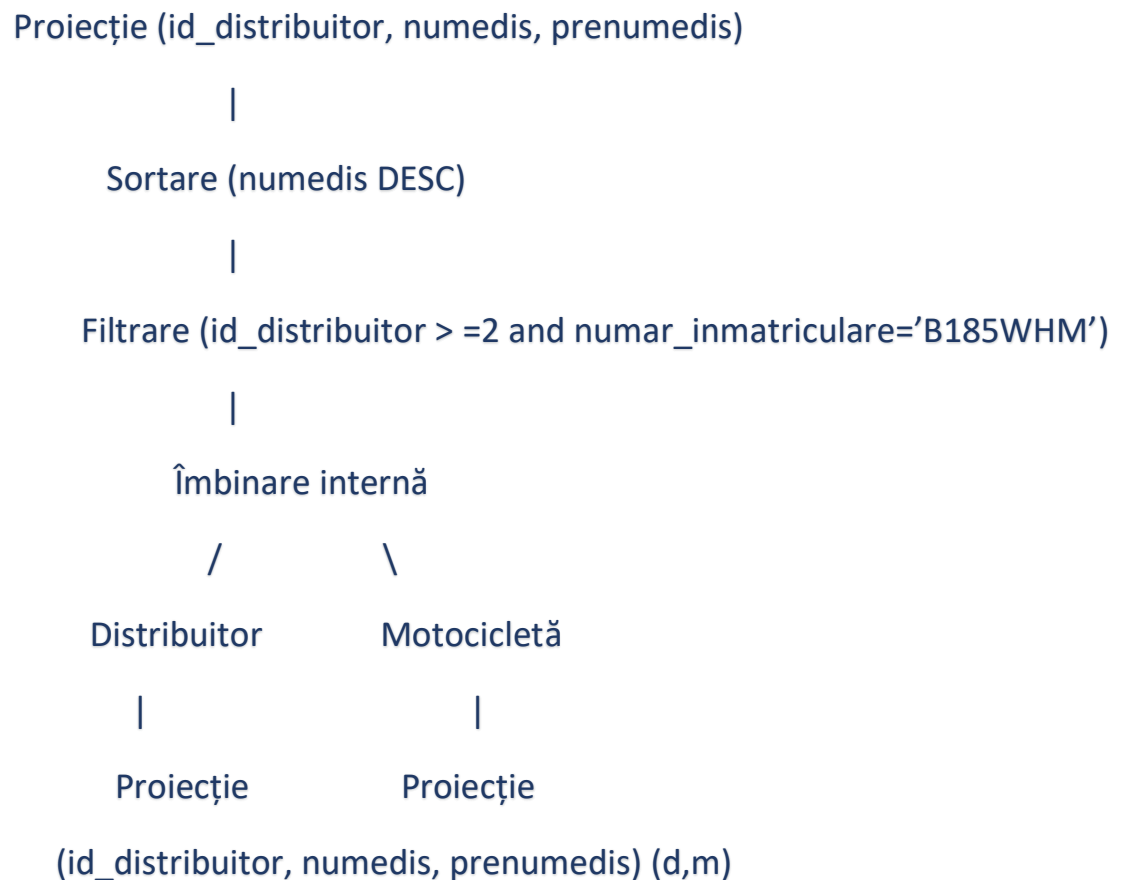 Proiecție (id_distribuitor, numedis, prenumedis)
|
Sortare (numedis DESC)
|
Filtrare (id_distribuitor > =2 and numar_inmatriculare=’B185WHM’)
|
Îmbinare internă
/ \
Distribuitor Motocicletă
| |
Proiecție Proiecție
(id_distribuitor, numedis, prenumedis) (d,m)